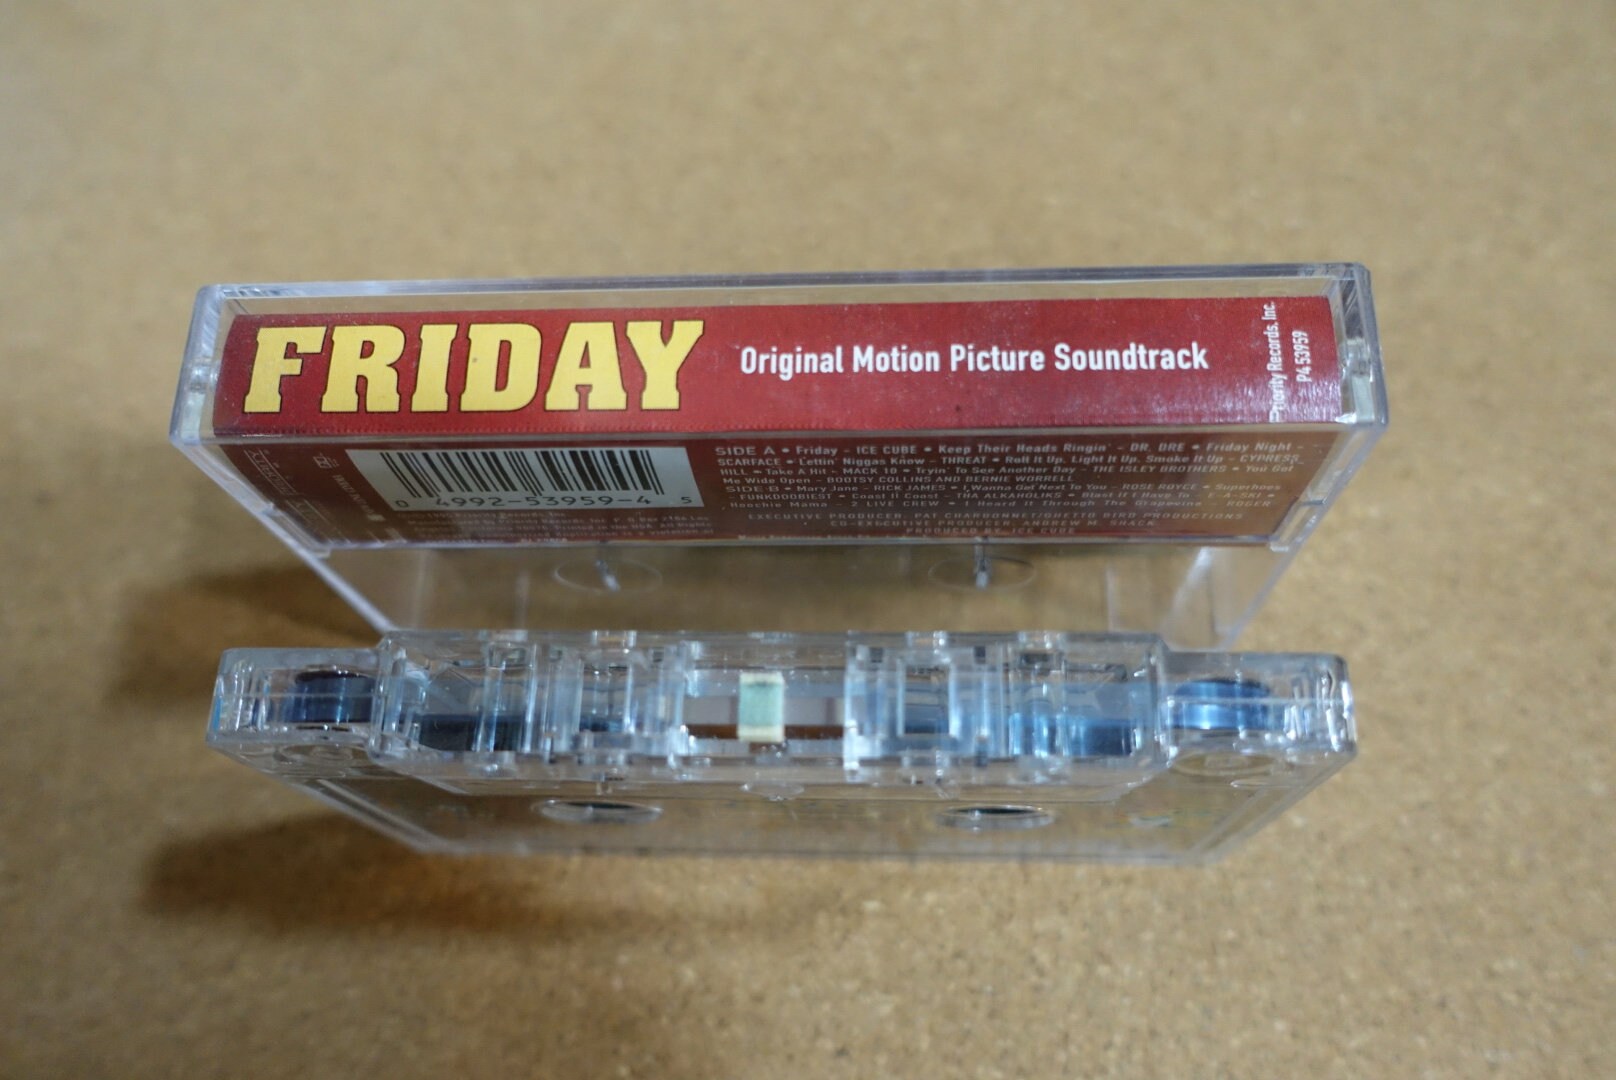 FRIDAY Original Motion Picture Soundtrack
Priority Records, Inc.
P4 53959
SIDE A • Friday - ICE CUBE • Keep Their Heads Ringin' - DR. DRE • Friday Night -
SCARFACE • Lettin' Niggas Know - THREAT • Roll It Up, Light It Up, Smoke It Up - CYPRESS
HILL • Take A Hit - MACK 10 • Tryin' To See Another Day - THE ISLEY BROTHERS • You Got
Me Wide Open - BOOTSY COLLINS AND BERNIE WORRELL
SIDE B • Mary Jane - RICK JAMES • I Wanna Get Next To You - ROSE ROYCE • Superhoes
- FUNKDOOBIEST • Coast II Coast - THA ALKAHOLIKS • Blast If I Have To - E-A-SKI •
Hoochie Mama - 2 LIVE CREW • I Heard It Through The Grapevine - ROGER
EXECUTIVE PRODUCER, PAT CHARBONNET PRODUCTIONS
CO-EXECUTIVE PRODUCER, ANDREW M. SHACK
PRODUCED BY ICE CUBE
0 4992-53959-4 5